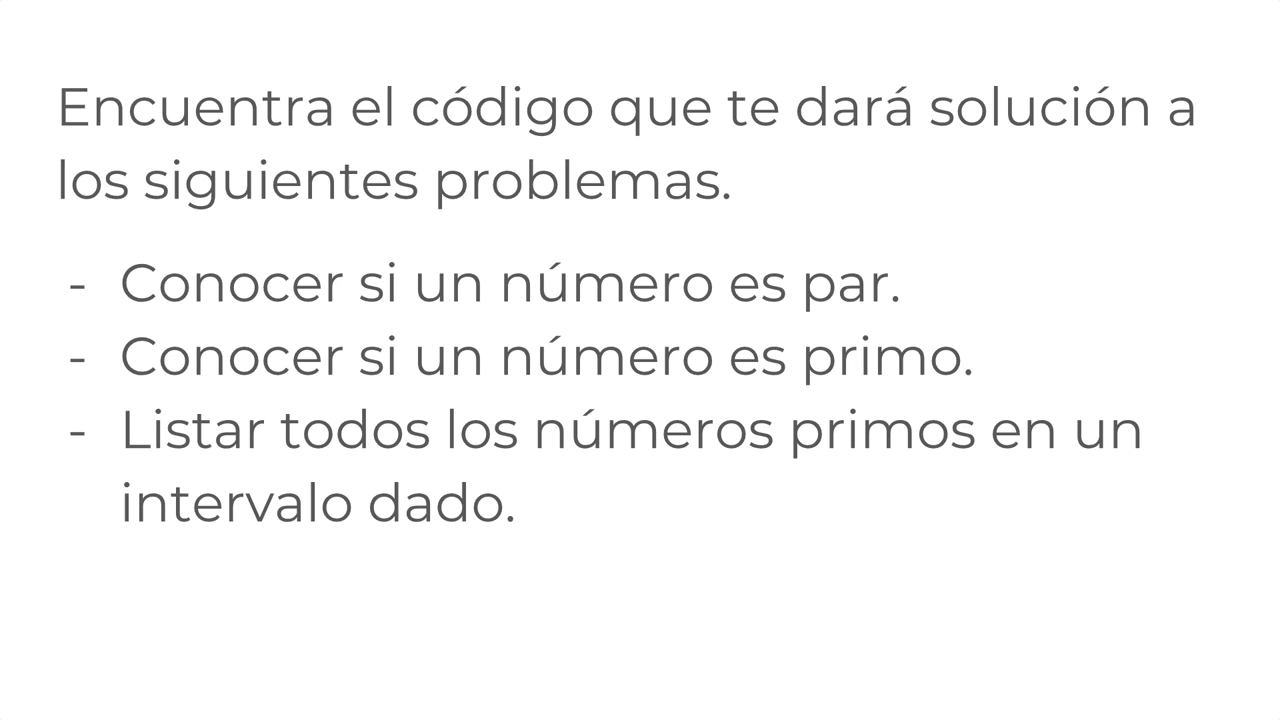 Encuentra el código que te dará solución a
los siguientes problemas.
- Conocer si un número es par.
- Conocer si un número es primo.
- Listar todos los números primos en un
intervalo dado.